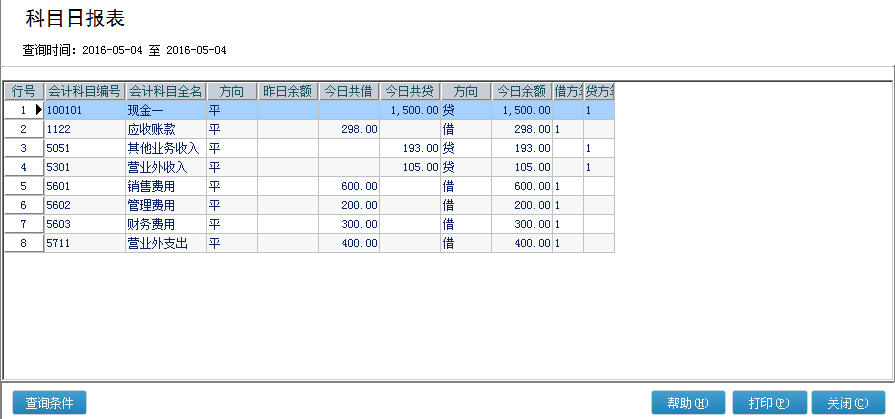 科目日报表
查询时间：2016-05-04 至 2016-05-04
行号 会计科目编号 会计科目全名 方向 昨日余额 今日共借 今日共贷 方向 今日余额 借方 贷方
1 100101 现金一 平 1,500.00 贷 1,500.00 1
2 1122 应收账款 平 298.00 借 298.00 1
3 5051 其他业务收入 平 193.00 贷 193.00 1
4 5301 营业外收入 平 105.00 贷 105.00 1
5 5601 销售费用 平 600.00 借 600.00 1
6 5602 管理费用 平 200.00 借 200.00 1
7 5603 财务费用 平 300.00 借 300.00 1
8 5711 营业外支出 平 400.00 借 400.00 1
查询条件 帮助(H) 打印(P) 关闭(C)